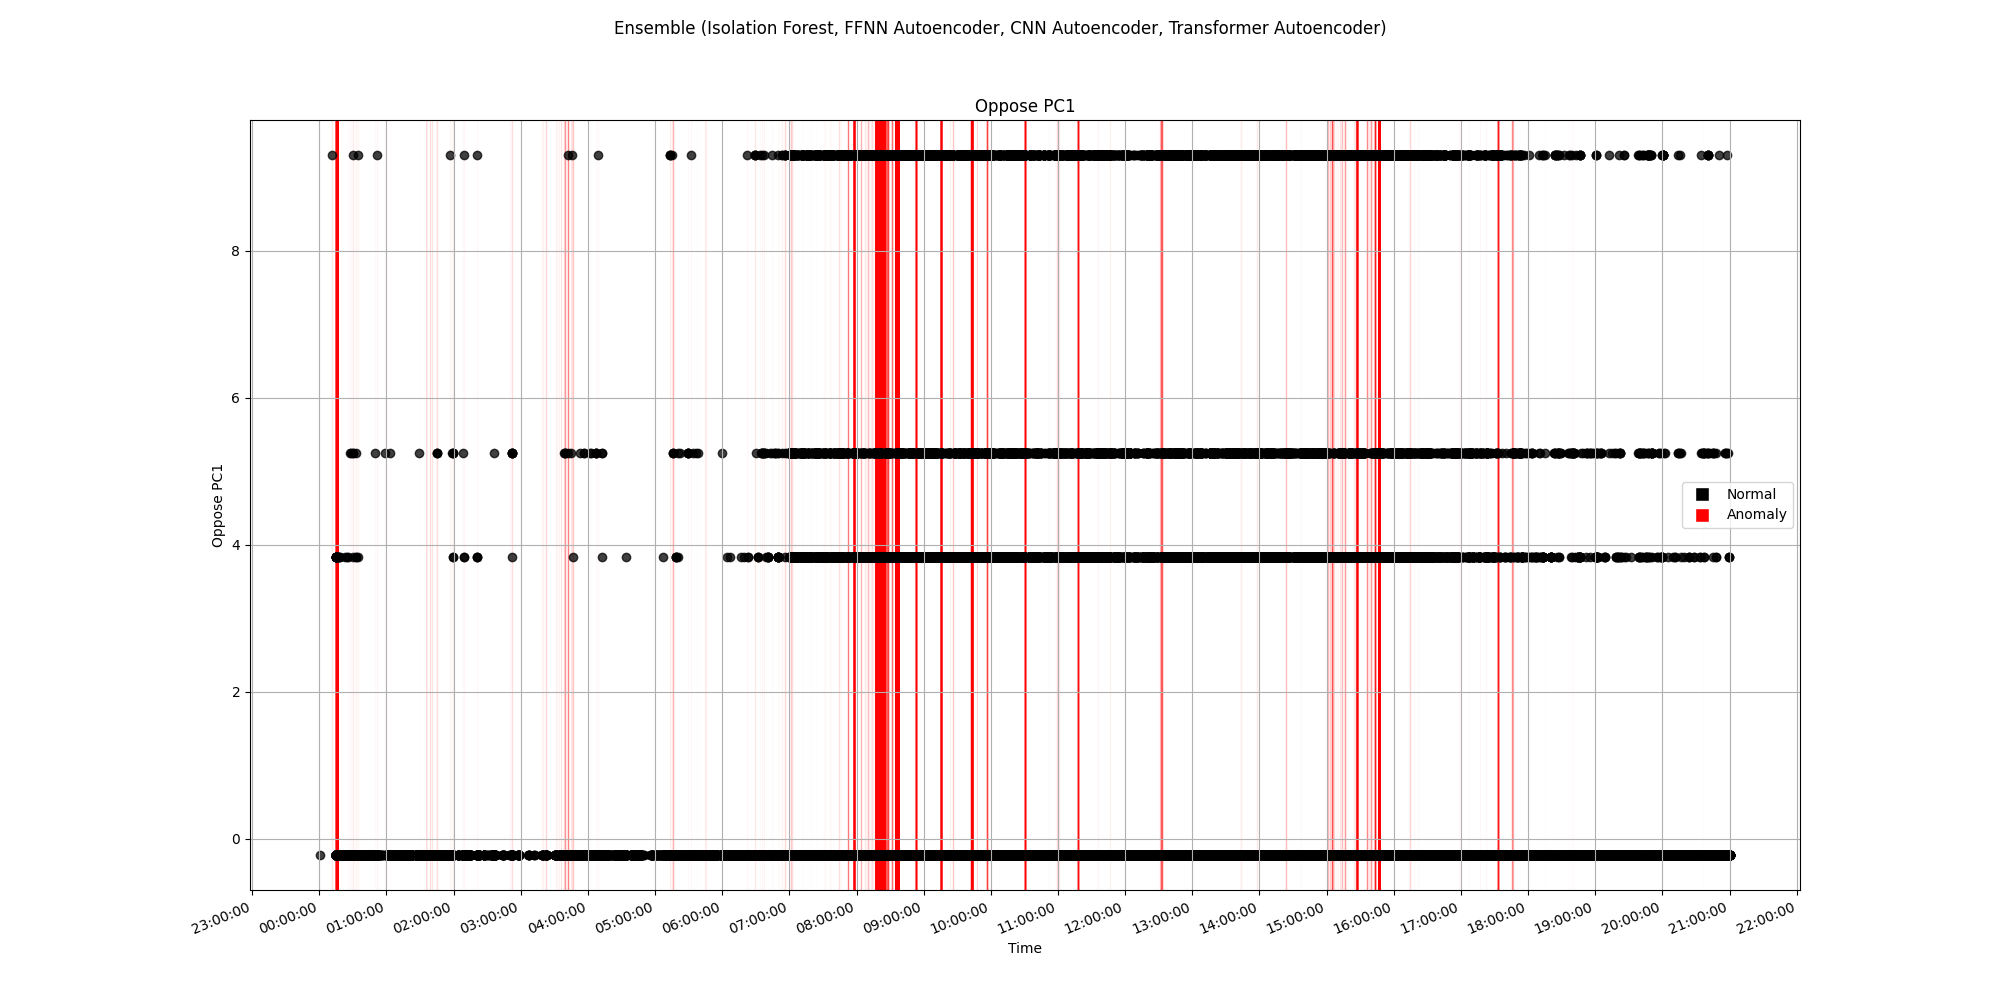 Ensemble (Isolation Forest, FFNN Autoencoder, CNN Autoencoder, Transformer Autoencoder)
Oppose PC1
8
6
4
2
0
Oppose PC1
Normal
Anomaly
23:00:00 00:00:00 01:00:00 02:00:00 03:00:00 04:00:00 05:00:00 06:00:00 07:00:00 08:00:00 09:00:00 10:00:00 11:00:00 12:00:00 13:00:00 14:00:00 15:00:00 16:00:00 17:00:00 18:00:00 19:00:00 20:00:00 21:00:00 22:00:00
Time